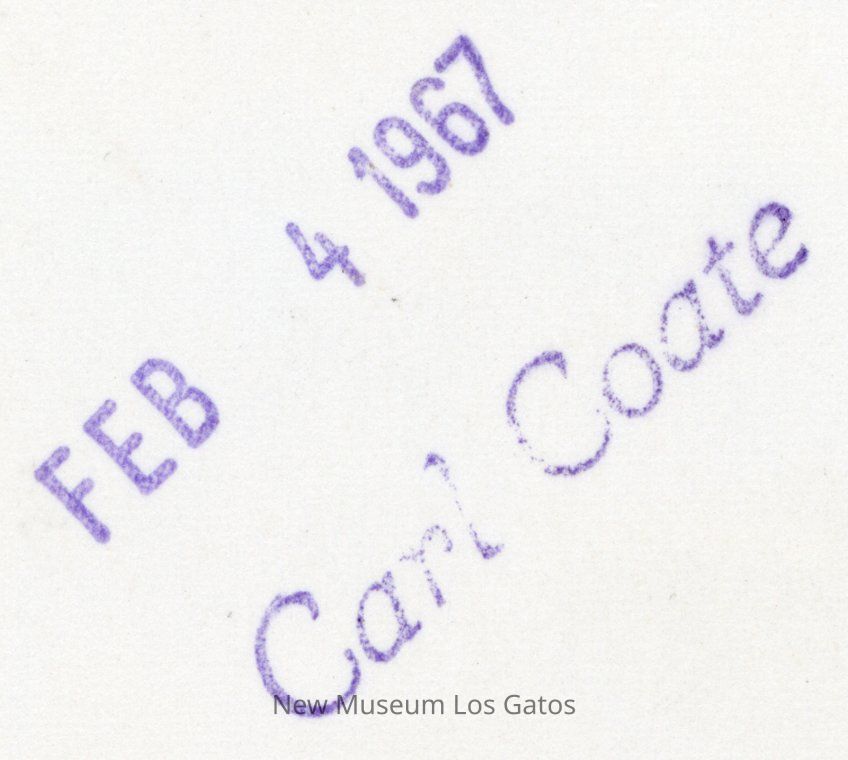 FEB 4 1967
Carl Coate
New Museum Los Gatos